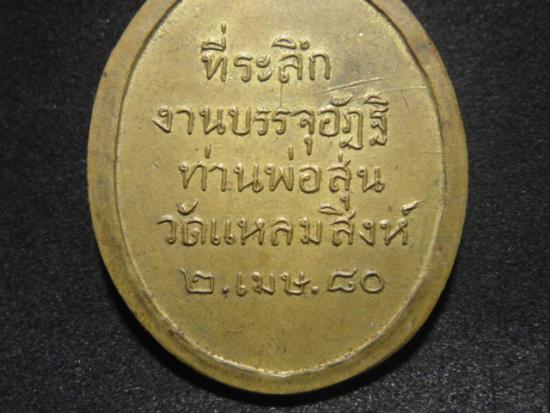 ที่ระลึก
งานบรรจุอัฏฐิ
ท่านพ่อสุ่น
วัดแหลมสิงห์
๒.เมษ.๘๐